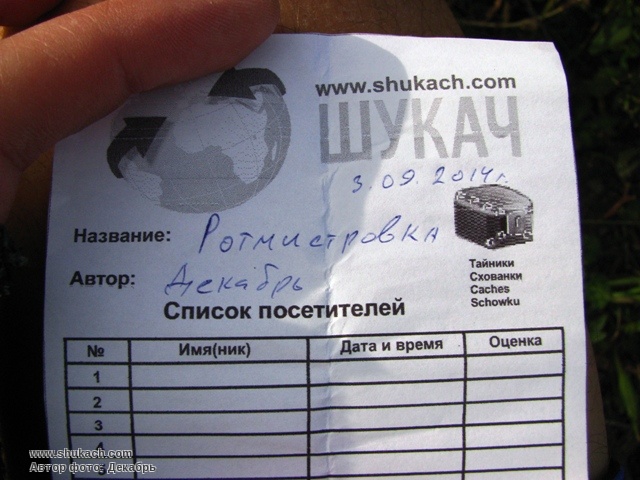 www.shukach.com
ШУКАЧ
3.09.2014г.
Название: Ротмистровка
Автор: Декабрь
Тайники
Схованки
Caches
Schowku
Список посетителей
№ Имя(ник) Дата и время Оценка
1
2
3
4
www.shukach.com
Автор фото: Декабрь